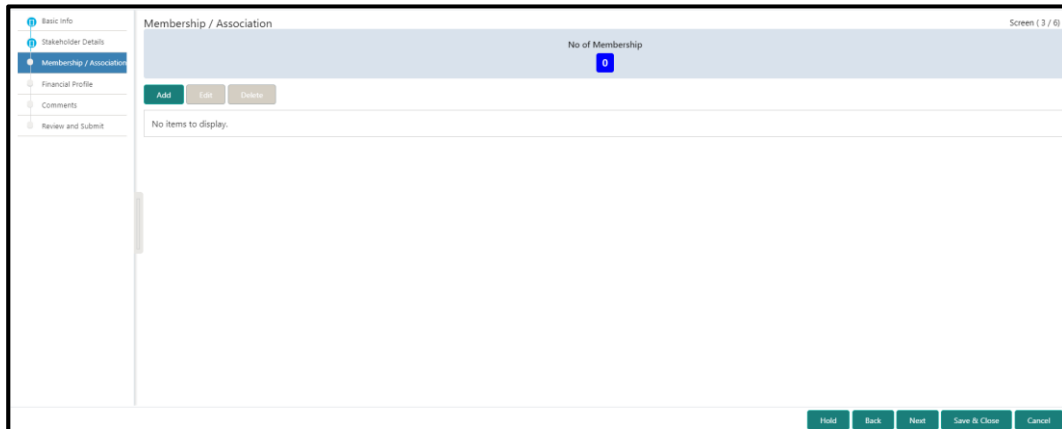 Basic Info
Stakeholder Details
Membership / Association
Financial Profile
Comments
Review and Submit
Membership / Association
Screen ( 3 / 6)
No of Membership
0
Add Edit Delete
No items to display.
Hold Back Next Save & Close Cancel